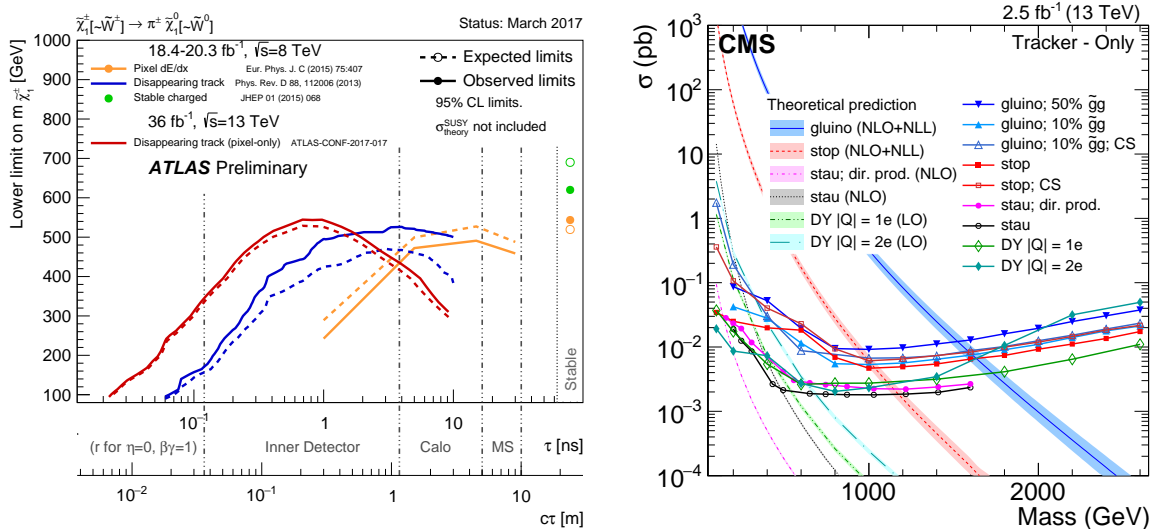 χ̃₁±[~W̃±] → π± χ̃₁⁰[~W̃⁰]
Status: March 2017
18.4-20.3 fb⁻¹, √s=8 TeV
Pixel dE/dx Eur. Phys. J. C (2015) 75:407
Disappearing track Phys. Rev. D 88, 112006 (2013)
Stable charged JHEP 01 (2015) 068
36 fb⁻¹, √s=13 TeV
Disappearing track (pixel-only) ATLAS-CONF-2017-017
ATLAS Preliminary
Expected limits
Observed limits
95% CL limits.
σ^SUSY_theory not included
Lower limit on m χ̃₁± [GeV]
1000
900
800
700
600
500
400
300
200
100
Stable
10⁻¹
1
10
τ [ns]
(r for η=0, βγ=1)
Inner Detector
Calo
MS
10⁻²
10⁻¹
1
10
cτ [m]
2.5 fb⁻¹ (13 TeV)
CMS
Tracker - Only
σ (pb)
10³
10²
10
1
10⁻¹
10⁻²
10⁻³
10⁻⁴
Theoretical prediction
gluino (NLO+NLL)
stop (NLO+NLL)
stau; dir. prod. (NLO)
stau (NLO)
DY |Q| = 1e (LO)
DY |Q| = 2e (LO)
gluino; 50% g̃g
gluino; 10% g̃g
gluino; 10% g̃g; CS
stop
stop; CS
stau; dir. prod.
stau
DY |Q| = 1e
DY |Q| = 2e
1000
2000
Mass (GeV)